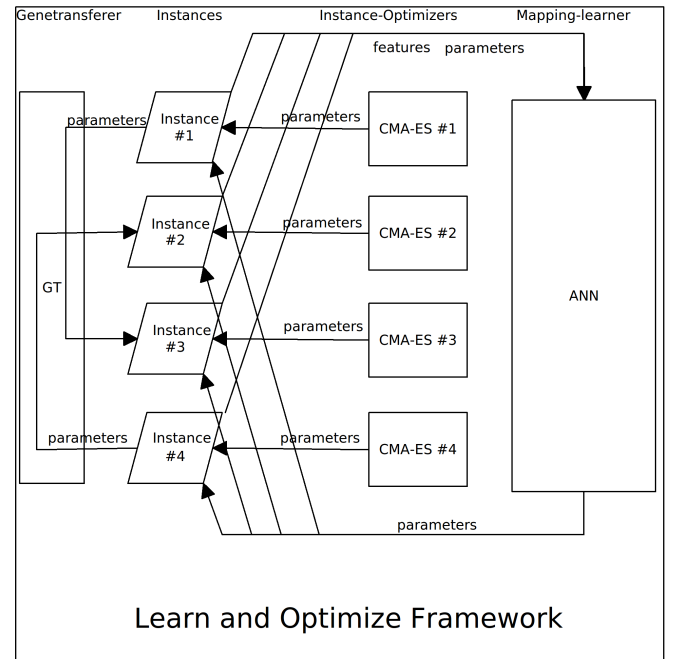 Genetransferer Instances Instance-Optimizers Mapping-learner
features parameters
parameters Instance #1 parameters CMA-ES #1
Instance #2 parameters CMA-ES #2
GT
ANN
Instance #3 parameters CMA-ES #3
parameters Instance #4 parameters CMA-ES #4
parameters
Learn and Optimize Framework